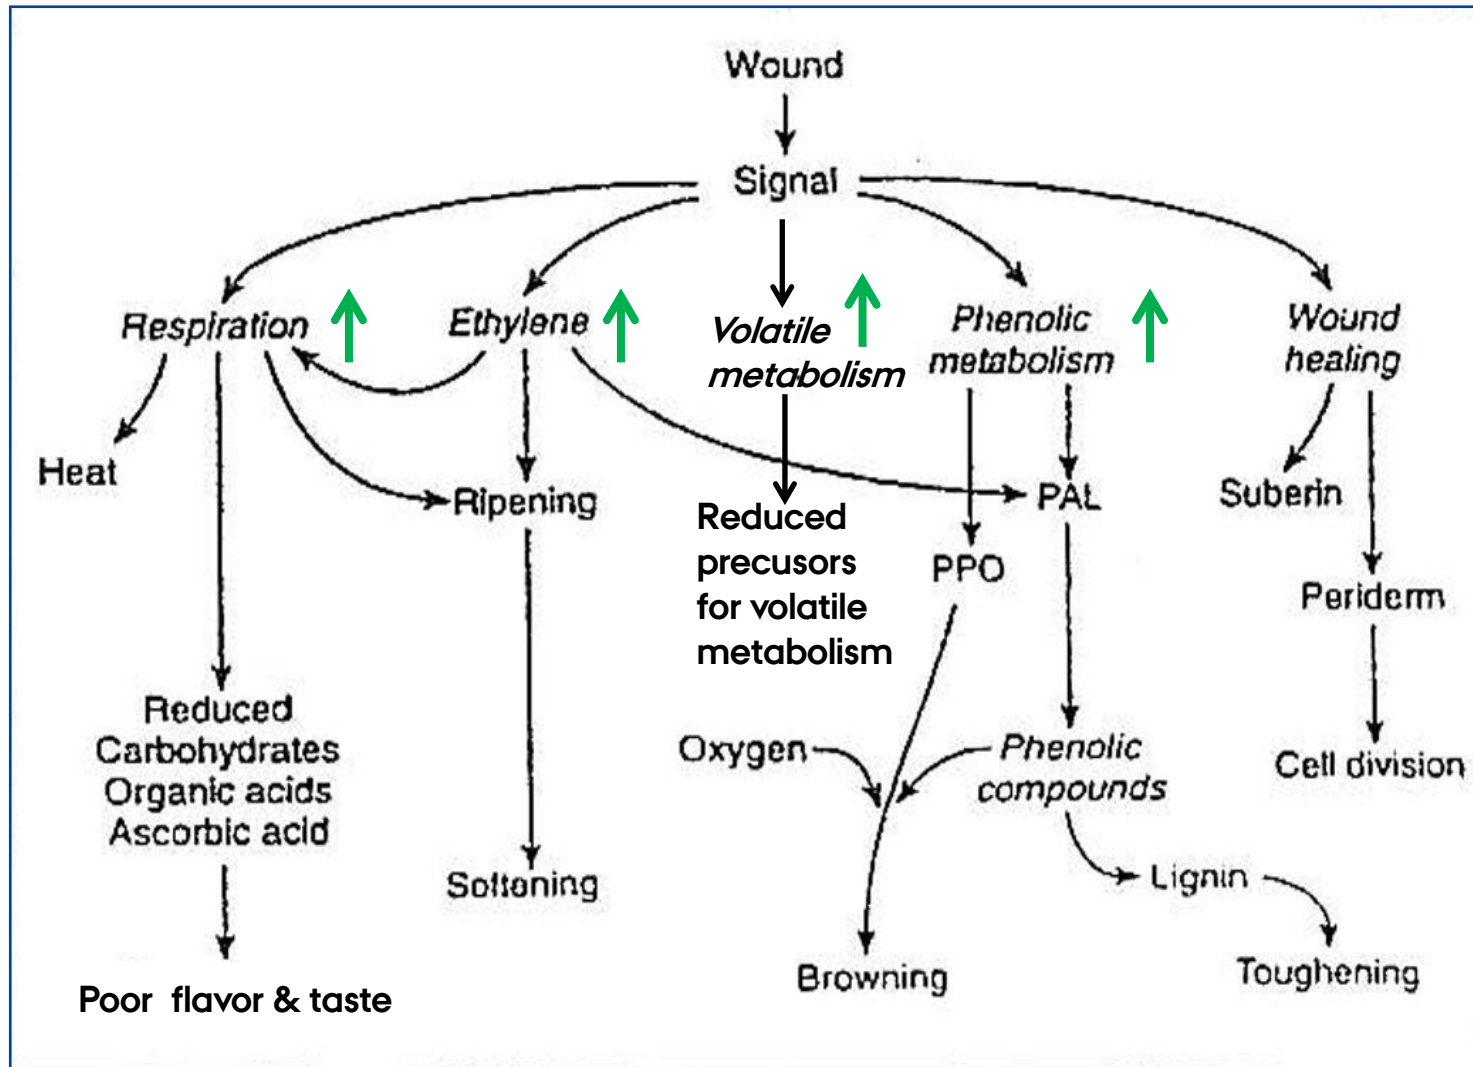 Wound
Signal
Respiration
Ethylene
Volatile
metabolism
Phenolic
metabolism
Wound
healing
Heat
Ripening
Reduced
precusors
for volatile
metabolism
PPO
PAL
Suberin
Periderm
Reduced
Carbohydrates
Organic acids
Ascorbic acid
Oxygen
Phenolic
compounds
Cell division
Softening
Lignin
Poor flavor & taste
Browning
Toughening